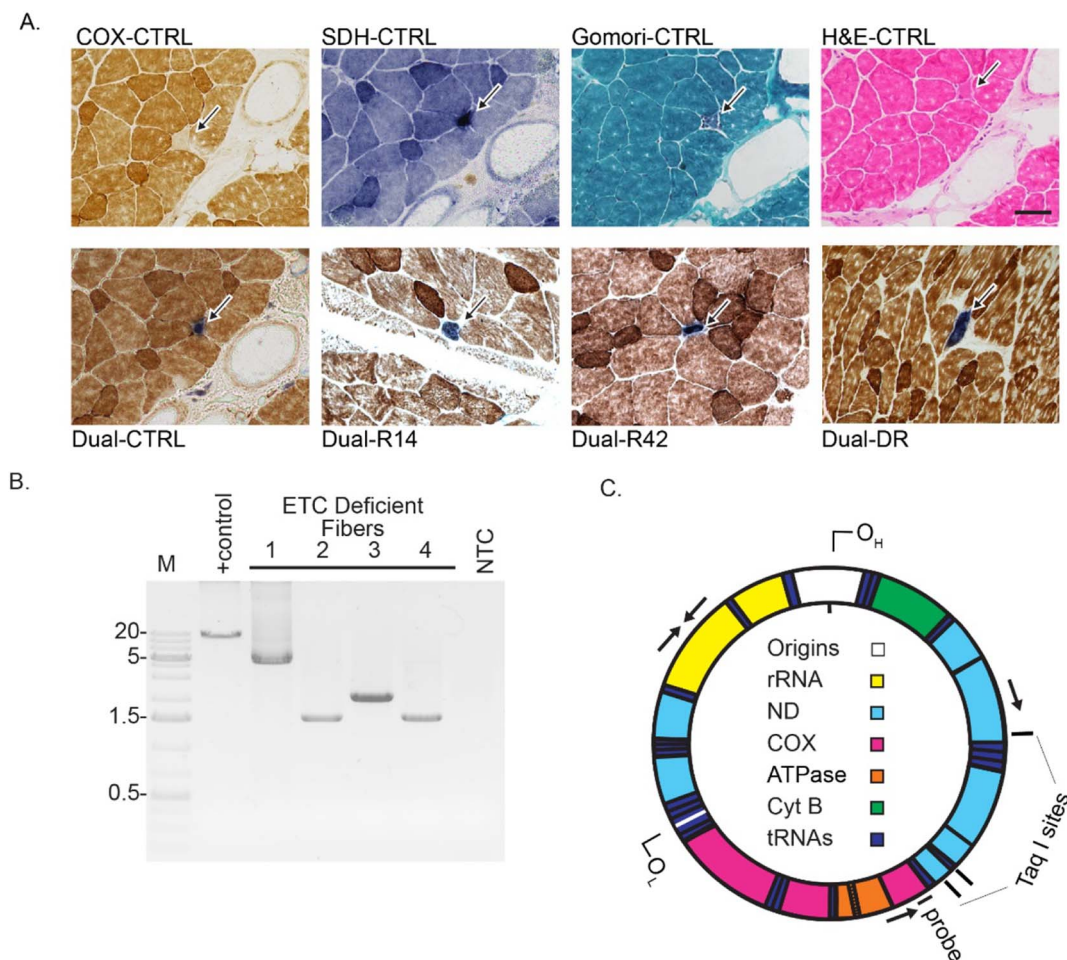 A.
COX-CTRL SDH-CTRL Gomori-CTRL H&E-CTRL
Dual-CTRL Dual-R14 Dual-R42 Dual-DR
B.
M
+control
ETC Deficient
Fibers
1 2 3 4
NTC
20-
5-
1.5-
0.5-
C.
OH
Origins
rRNA
ND
COX
ATPase
Cyt B
tRNAs
OL
Taq I sites
probe